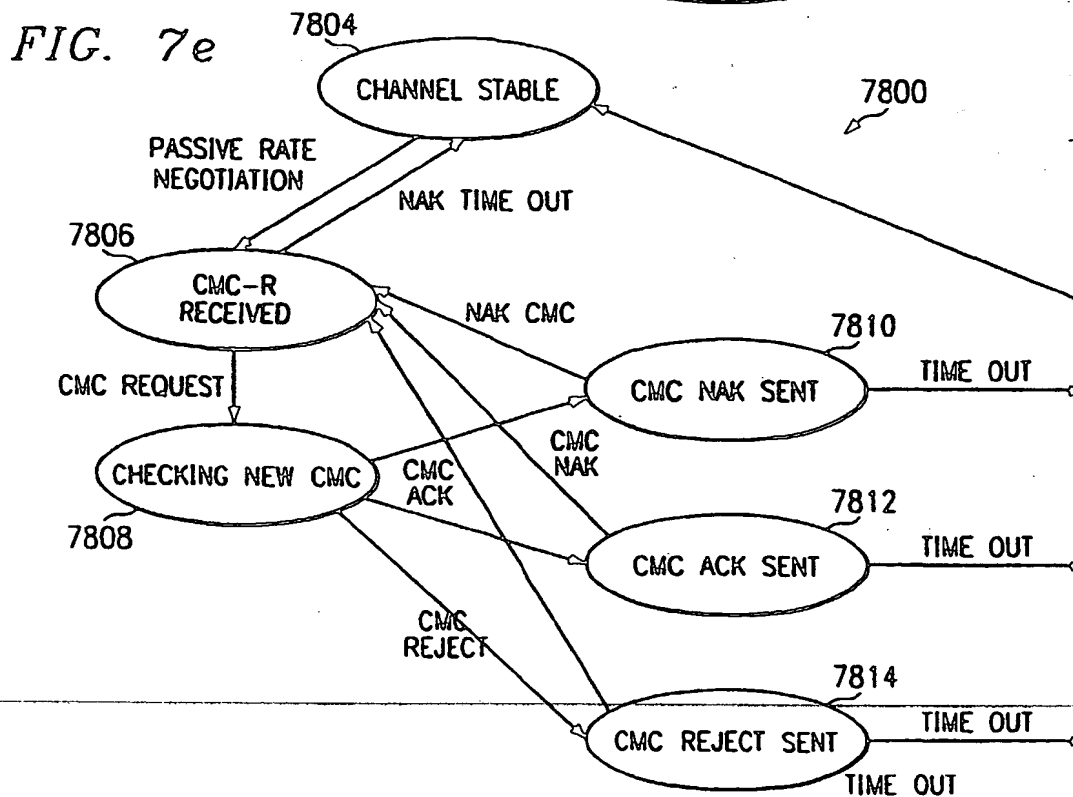 FIG. 7e
7804
CHANNEL STABLE
7800
PASSIVE RATE
NEGOTIATION
NAK TIME OUT
7806
CMC-R
RECEIVED
NAK CMC
7810
CMC NAK SENT
TIME OUT
CMC REQUEST
CHECKING NEW CMC
7808
CMC
ACK
CMC
NAK
7812
CMC ACK SENT
TIME OUT
CMC
REJECT
7814
CMC REJECT SENT
TIME OUT
TIME OUT